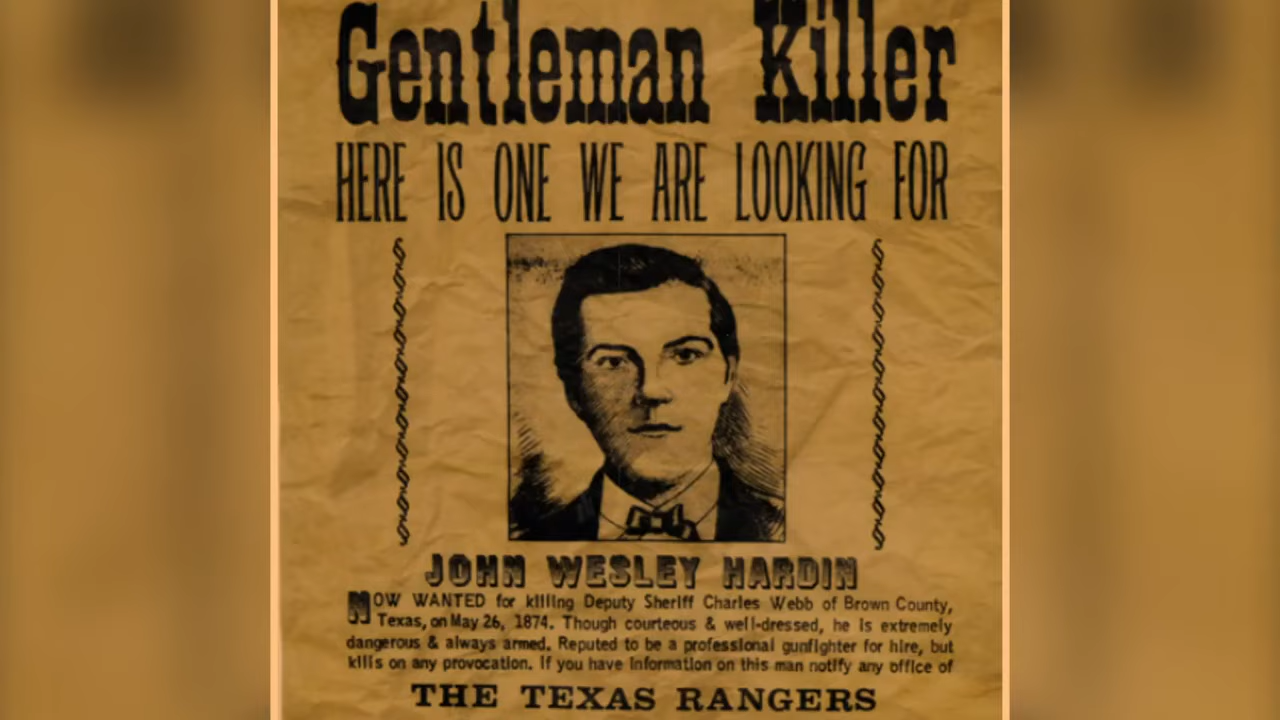 Gentleman Killer
HERE IS ONE WE ARE LOOKING FOR
JOHN WESLEY HARDIN
NOW WANTED for killing Deputy Sheriff Charles Webb of Brown County,
Texas, on May 26, 1874. Though courteous & well-dressed, he is extremely
dangerous & always armed. Reputed to be a professional gunfighter for hire, but
kills on any provocation. If you have information on this man notify any office of
THE TEXAS RANGERS